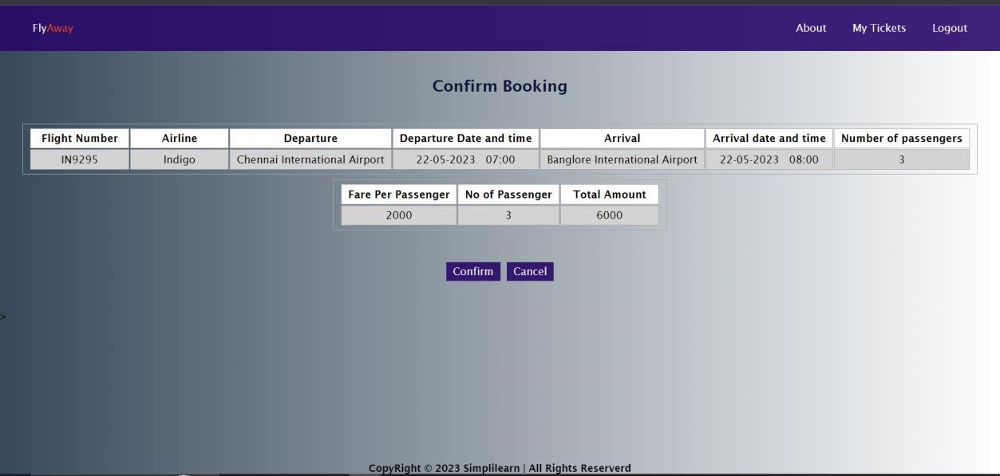 FlyAway About My Tickets Logout
Confirm Booking
Flight Number Airline Departure Departure Date and time Arrival Arrival date and time Number of passengers
IN9295 Indigo Chennai International Airport 22-05-2023 07:00 Banglore International Airport 22-05-2023 08:00 3
Fare Per Passenger No of Passenger Total Amount
2000 3 6000
Confirm Cancel
>
CopyRight © 2023 Simplilearn | All Rights Reserverd